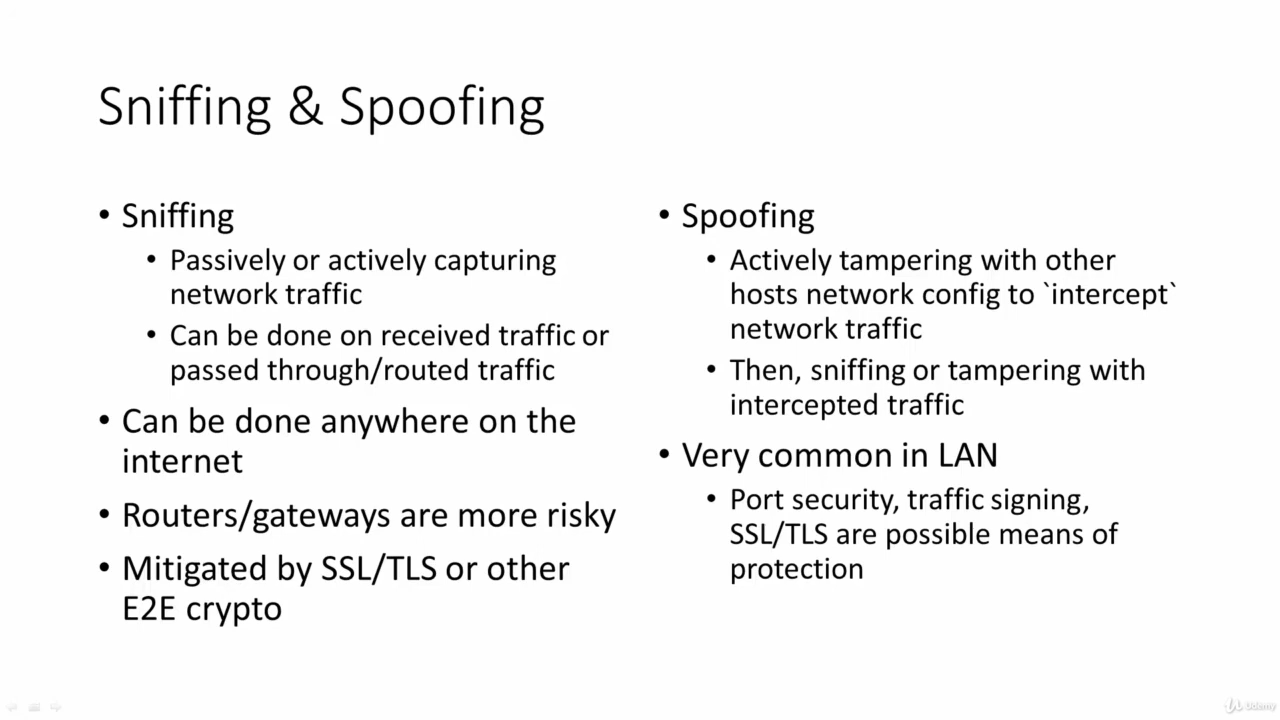 Sniffing & Spoofing
• Sniffing
• Passively or actively capturing
network traffic
• Can be done on received traffic or
passed through/routed traffic
• Can be done anywhere on the
internet
• Routers/gateways are more risky
• Mitigated by SSL/TLS or other
E2E crypto
• Spoofing
• Actively tampering with other
hosts network config to `intercept`
network traffic
• Then, sniffing or tampering with
intercepted traffic
• Very common in LAN
• Port security, traffic signing,
SSL/TLS are possible means of
protection
Udemy